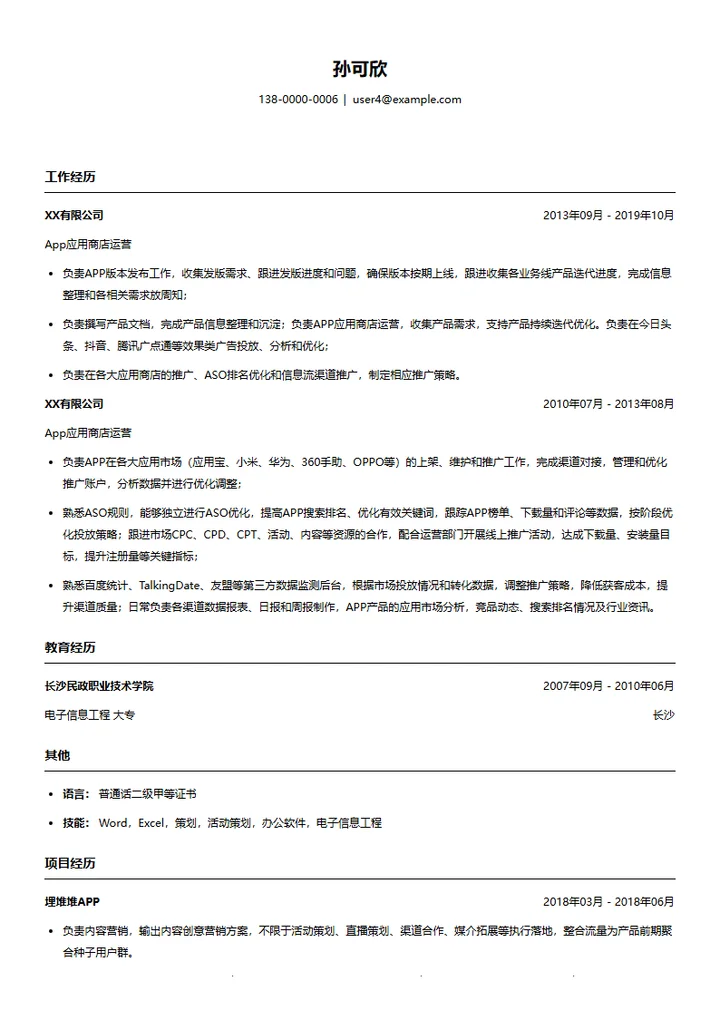 孙可欣
138-0000-0006 | user4@example.com
工作经历
XX有限公司 2013年09月 - 2019年10月
App应用商店运营
• 负责APP版本发布工作，收集发版需求、跟进发版进度和问题，确保版本按期上线，跟进收集各业务线产品迭代进度，完成信息
整理和各相关需求放周知；
• 负责撰写产品文档，完成产品信息整理和沉淀；负责APP应用商店运营，收集产品需求，支持产品持续迭代优化。负责在今日头
条、抖音、腾讯广点通等效果类广告投放、分析和优化；
• 负责在各大应用商店的推广、ASO排名优化和信息流渠道推广，制定相应推广策略。
XX有限公司 2010年07月 - 2013年08月
App应用商店运营
• 负责APP在各大应用市场（应用宝、小米、华为、360手助、OPPO等）的上架、维护和推广工作，完成渠道对接，管理和优化
推广账户，分析数据并进行优化调整；
• 熟悉ASO规则，能够独立进行ASO优化，提高APP搜索排名、优化有效关键词，跟踪APP榜单、下载量和评论等数据，按阶段优
化投放策略；跟进市场CPC、CPD、CPT、活动、内容等资源的合作，配合运营部门开展线上推广活动，达成下载量、安装量目
标，提升注册量等关键指标；
• 熟悉百度统计、TalkingDate、友盟等第三方数据监测后台，根据市场投放情况和转化数据，调整推广策略，降低获客成本，提
升渠道质量；日常负责各渠道数据报表、日报和周报制作，APP产品的应用市场分析，竞品动态、搜索排名情况及行业资讯。
教育经历
长沙民政职业技术学院 2007年09月 - 2010年06月
电子信息工程 大专 长沙
其他
• 语言： 普通话二级甲等证书
• 技能： Word，Excel，策划，活动策划，办公软件，电子信息工程
项目经历
埋堆堆APP 2018年03月 - 2018年06月
• 负责内容营销，输出内容创意营销方案，不限于活动策划、直播策划、渠道合作、媒介拓展等执行落地，整合流量为产品前期聚
合种子用户群。